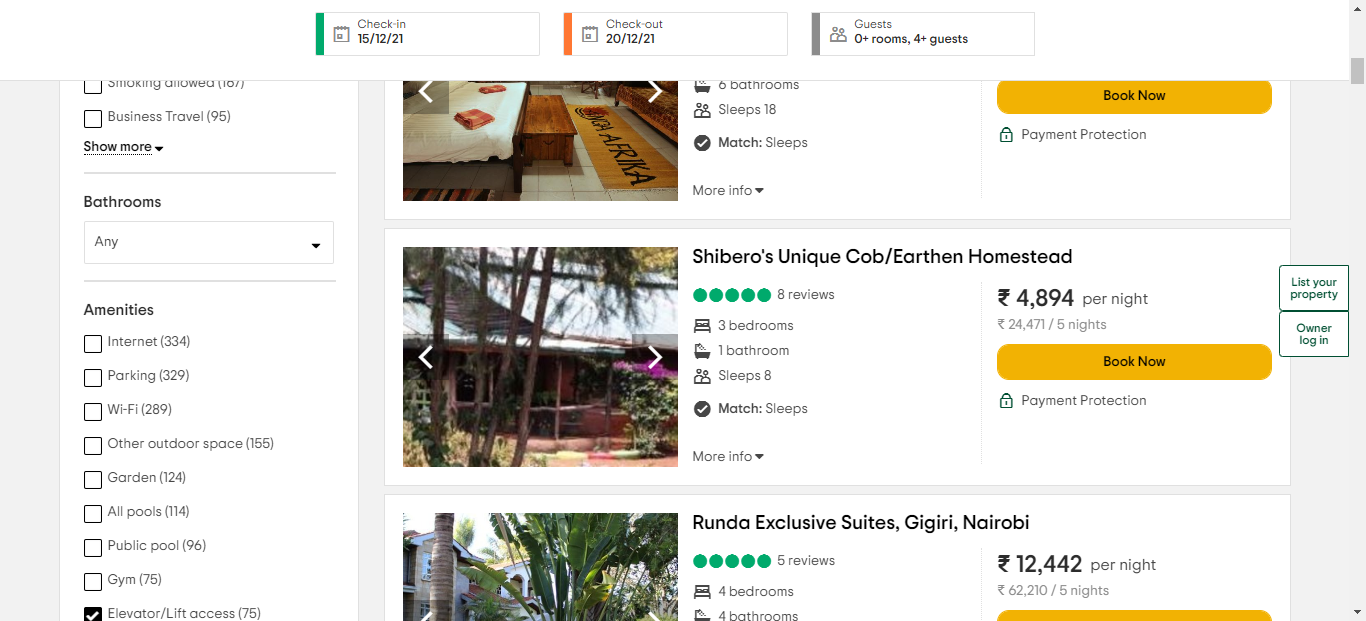 Check-in
15/12/21
Check-out
20/12/21
Guests
0+ rooms, 4+ guests
Smoking allowed (167)
Business Travel (95)
Show more
Bathrooms
Any
Amenities
Internet (334)
Parking (329)
Wi-Fi (289)
Other outdoor space (155)
Garden (124)
All pools (114)
Public pool (96)
Gym (75)
Elevator/Lift access (75)
AFRIKA
6 bathrooms
Sleeps 18
Match: Sleeps
More info
Book Now
Payment Protection
Shibero's Unique Cob/Earthen Homestead
8 reviews
3 bedrooms
1 bathroom
Sleeps 8
Match: Sleeps
More info
₹ 4,894 per night
₹ 24,471 / 5 nights
Book Now
Payment Protection
Runda Exclusive Suites, Gigiri, Nairobi
5 reviews
4 bedrooms
4 bathrooms
₹ 12,442 per night
₹ 62,210 / 5 nights
List your
property
Owner
log in